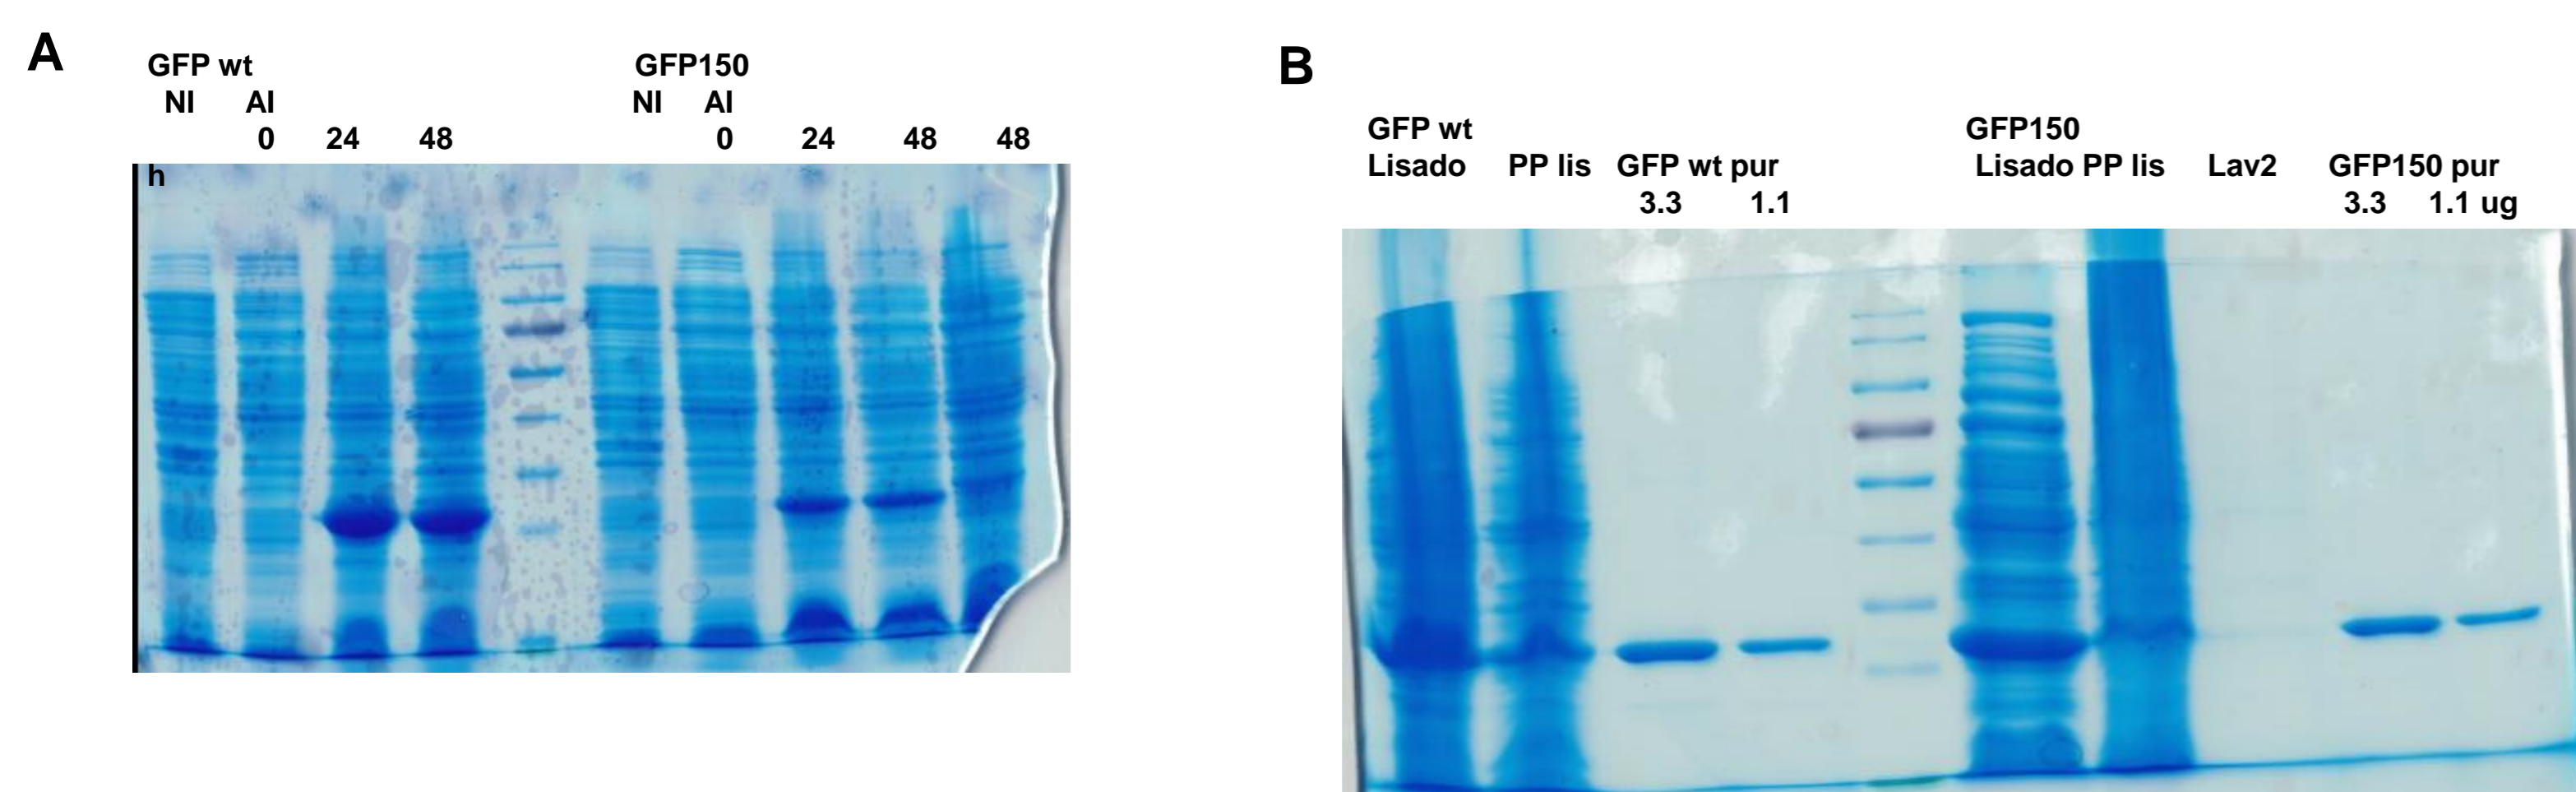 A
GFP wt GFP150
NI AI NI AI
0 24 48 0 24 48 48
h
B
GFP wt GFP150
Lisado PP lis GFP wt pur Lisado PP lis Lav2 GFP150 pur
3.3 1.1 3.3 1.1 ug